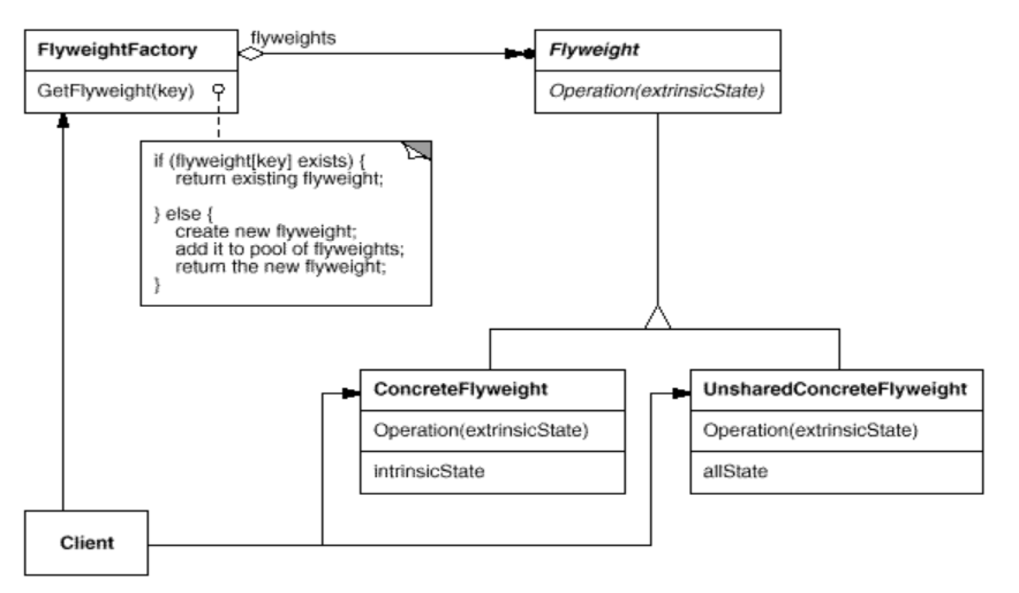 flyweights
FlyweightFactory
GetFlyweight(key)
Flyweight
Operation(extrinsicState)
if (flyweight[key] exists) {
return existing flyweight;
} else {
create new flyweight;
add it to pool of flyweights;
return the new flyweight;
}
ConcreteFlyweight
Operation(extrinsicState)
intrinsicState
UnsharedConcreteFlyweight
Operation(extrinsicState)
allState
Client